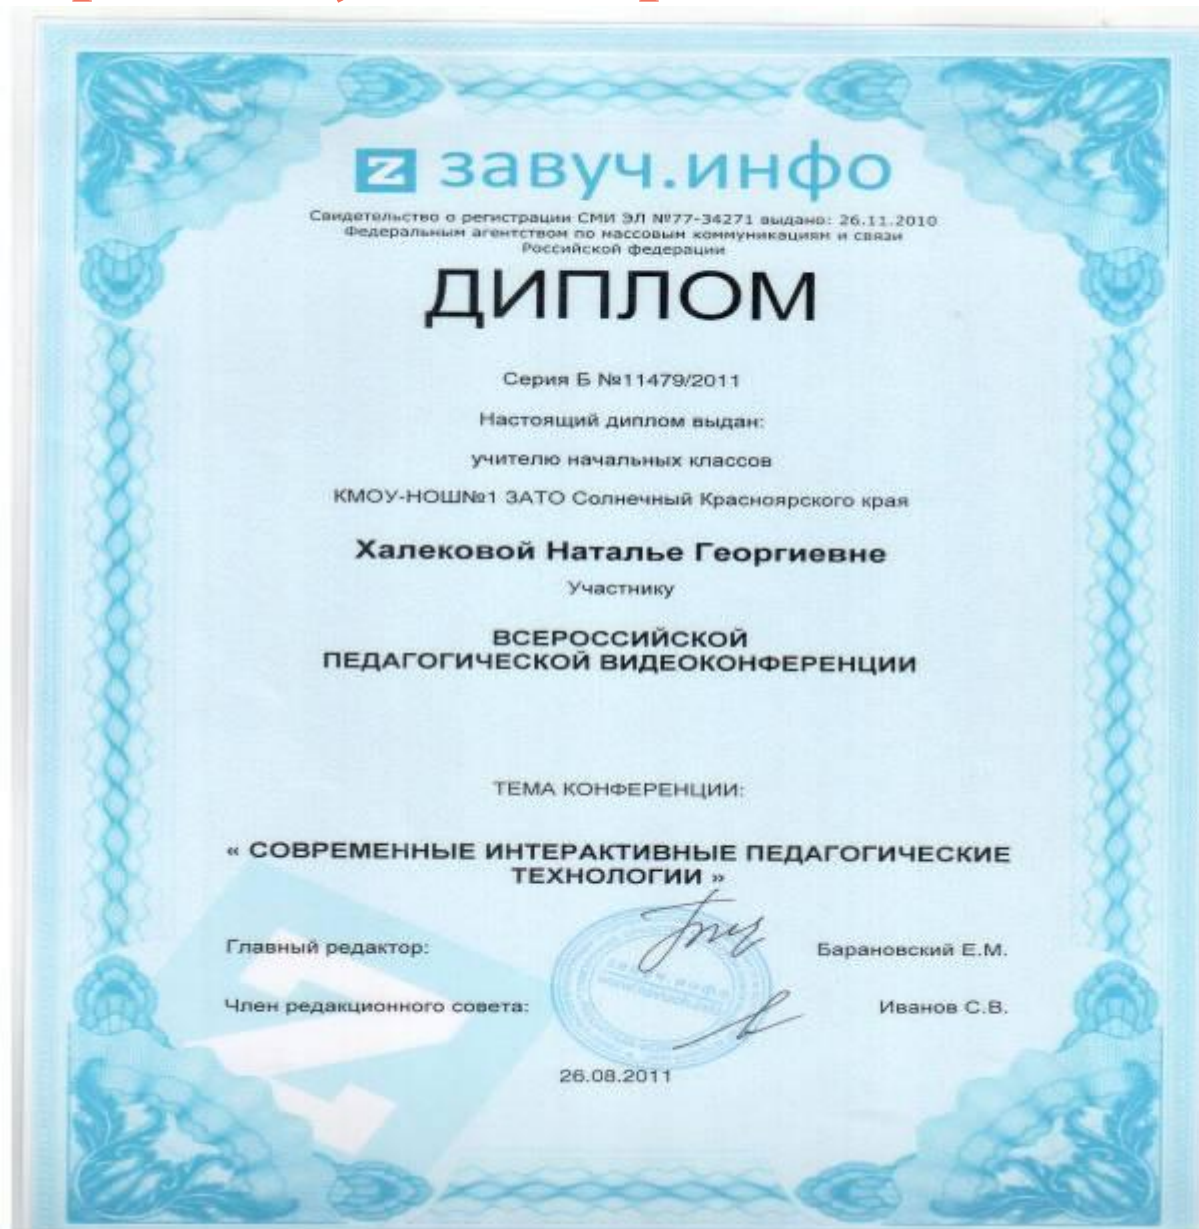 завуч.инфо
Свидетельство о регистрации СМИ ЭЛ №77-34271 выдано: 26.11.2010
Федеральным агентством по массовым коммуникациям и связи
Российской федерации
ДИПЛОМ
Серия Б №11479/2011
Настоящий диплом выдан:
учителю начальных классов
КМОУ-НОШ№1 ЗАТО Солнечный Красноярского края
Халековой Наталье Георгиевне
Участнику
ВСЕРОССИЙСКОЙ
ПЕДАГОГИЧЕСКОЙ ВИДЕОКОНФЕРЕНЦИИ
ТЕМА КОНФЕРЕНЦИИ:
« СОВРЕМЕННЫЕ ИНТЕРАКТИВНЫЕ ПЕДАГОГИЧЕСКИЕ
ТЕХНОЛОГИИ »
Главный редактор: Барановский Е.М.
Член редакционного совета: Иванов С.В.
26.08.2011